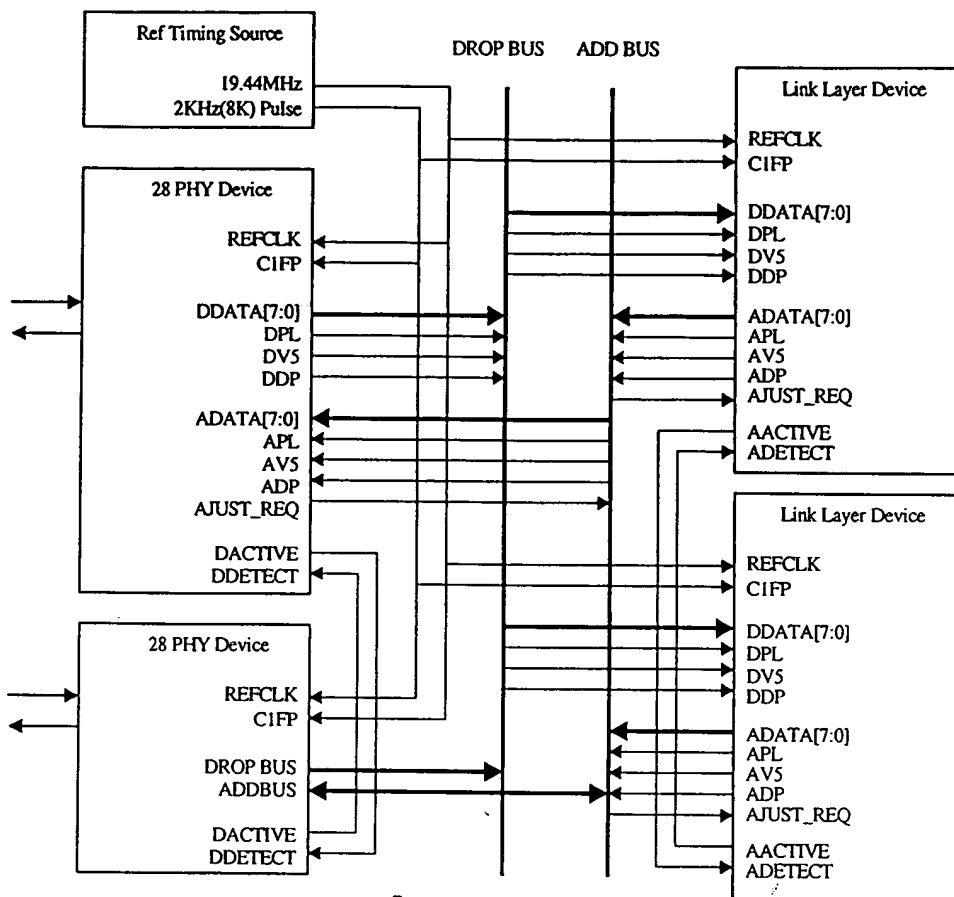 Ref Timing Source
19.44MHz
2KHz(8K) Pulse
DROP BUS
ADD BUS
Link Layer Device
REFCLK
C1FP
DDATA[7:0]
DPL
DV5
DDP
ADATA[7:0]
APL
AV5
ADP
AJUST_REQ
AACTIVE
ADETECT
28 PHY Device
REFCLK
C1FP
DDATA[7:0]
DPL
DV5
DDP
ADATA[7:0]
APL
AV5
ADP
AJUST_REQ
DACTIVE
DDETECT
28 PHY Device
REFCLK
C1FP
DROP BUS
ADDBUS
DACTIVE
DDETECT
Link Layer Device
REFCLK
C1FP
DDATA[7:0]
DPL
DV5
DDP
ADATA[7:0]
APL
AV5
ADP
AJUST_REQ
AACTIVE
ADETECT